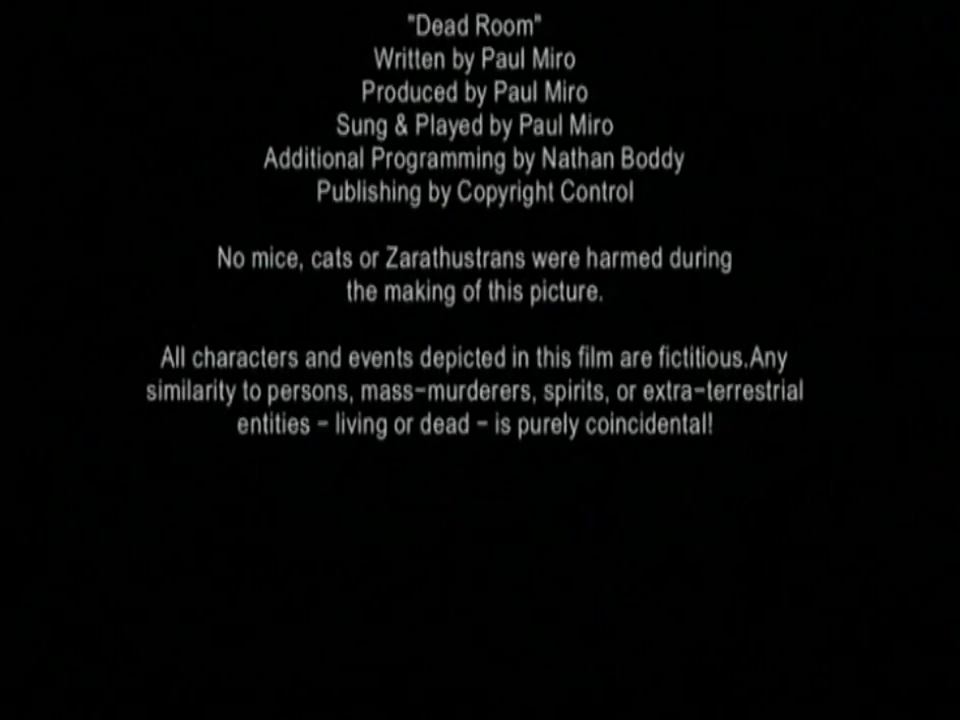 "Dead Room"
Written by Paul Miro
Produced by Paul Miro
Sung & Played by Paul Miro
Additional Programming by Nathan Boddy
Publishing by Copyright Control
No mice, cats or Zarathustrans were harmed during
the making of this picture.
All characters and events depicted in this film are fictitious.Any
similarity to persons, mass-murderers, spirits, or extra-terrestrial
entities - living or dead - is purely coincidental!